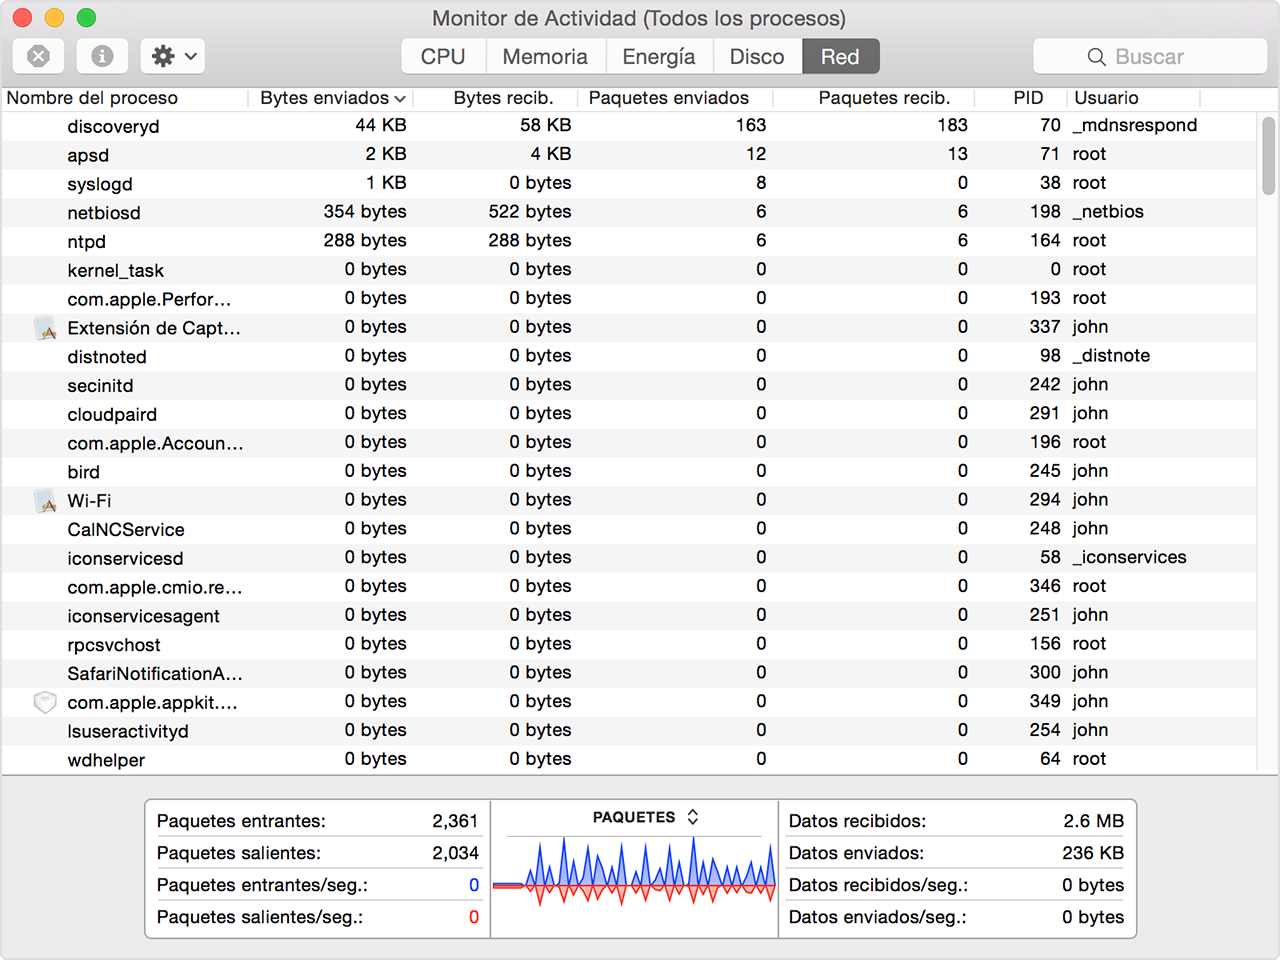 Monitor de Actividad (Todos los procesos)
CPU Memoria Energía Disco Red Buscar
Nombre del proceso Bytes enviados Bytes recib. Paquetes enviados Paquetes recib. PID Usuario
discoveryd 44 KB 58 KB 163 183 70 _mdnsrespond
apsd 2 KB 4 KB 12 13 71 root
syslogd 1 KB 0 bytes 8 0 38 root
netbiosd 354 bytes 522 bytes 6 6 198 _netbios
ntpd 288 bytes 288 bytes 6 6 164 root
kernel_task 0 bytes 0 bytes 0 0 0 root
com.apple.Perfor... 0 bytes 0 bytes 0 0 193 root
Extensión de Capt... 0 bytes 0 bytes 0 0 337 john
distnoted 0 bytes 0 bytes 0 0 98 _distnote
secinitd 0 bytes 0 bytes 0 0 242 john
cloudpaird 0 bytes 0 bytes 0 0 291 john
com.apple.Accoun... 0 bytes 0 bytes 0 0 196 root
bird 0 bytes 0 bytes 0 0 245 john
Wi-Fi 0 bytes 0 bytes 0 0 294 john
CalNCService 0 bytes 0 bytes 0 0 248 john
iconservicesd 0 bytes 0 bytes 0 0 58 _iconservices
com.apple.cmio.re... 0 bytes 0 bytes 0 0 346 root
iconservicesagent 0 bytes 0 bytes 0 0 251 john
rpcsvchost 0 bytes 0 bytes 0 0 156 root
SafariNotificationA... 0 bytes 0 bytes 0 0 300 john
com.apple.appkit.... 0 bytes 0 bytes 0 0 349 john
lsuseractivityd 0 bytes 0 bytes 0 0 254 john
wdhelper 0 bytes 0 bytes 0 0 64 root
Paquetes entrantes: 2,361
Paquetes salientes: 2,034
Paquetes entrantes/seg.: 0
Paquetes salientes/seg.: 0
PAQUETES
Datos recibidos: 2.6 MB
Datos enviados: 236 KB
Datos recibidos/seg.: 0 bytes
Datos enviados/seg.: 0 bytes